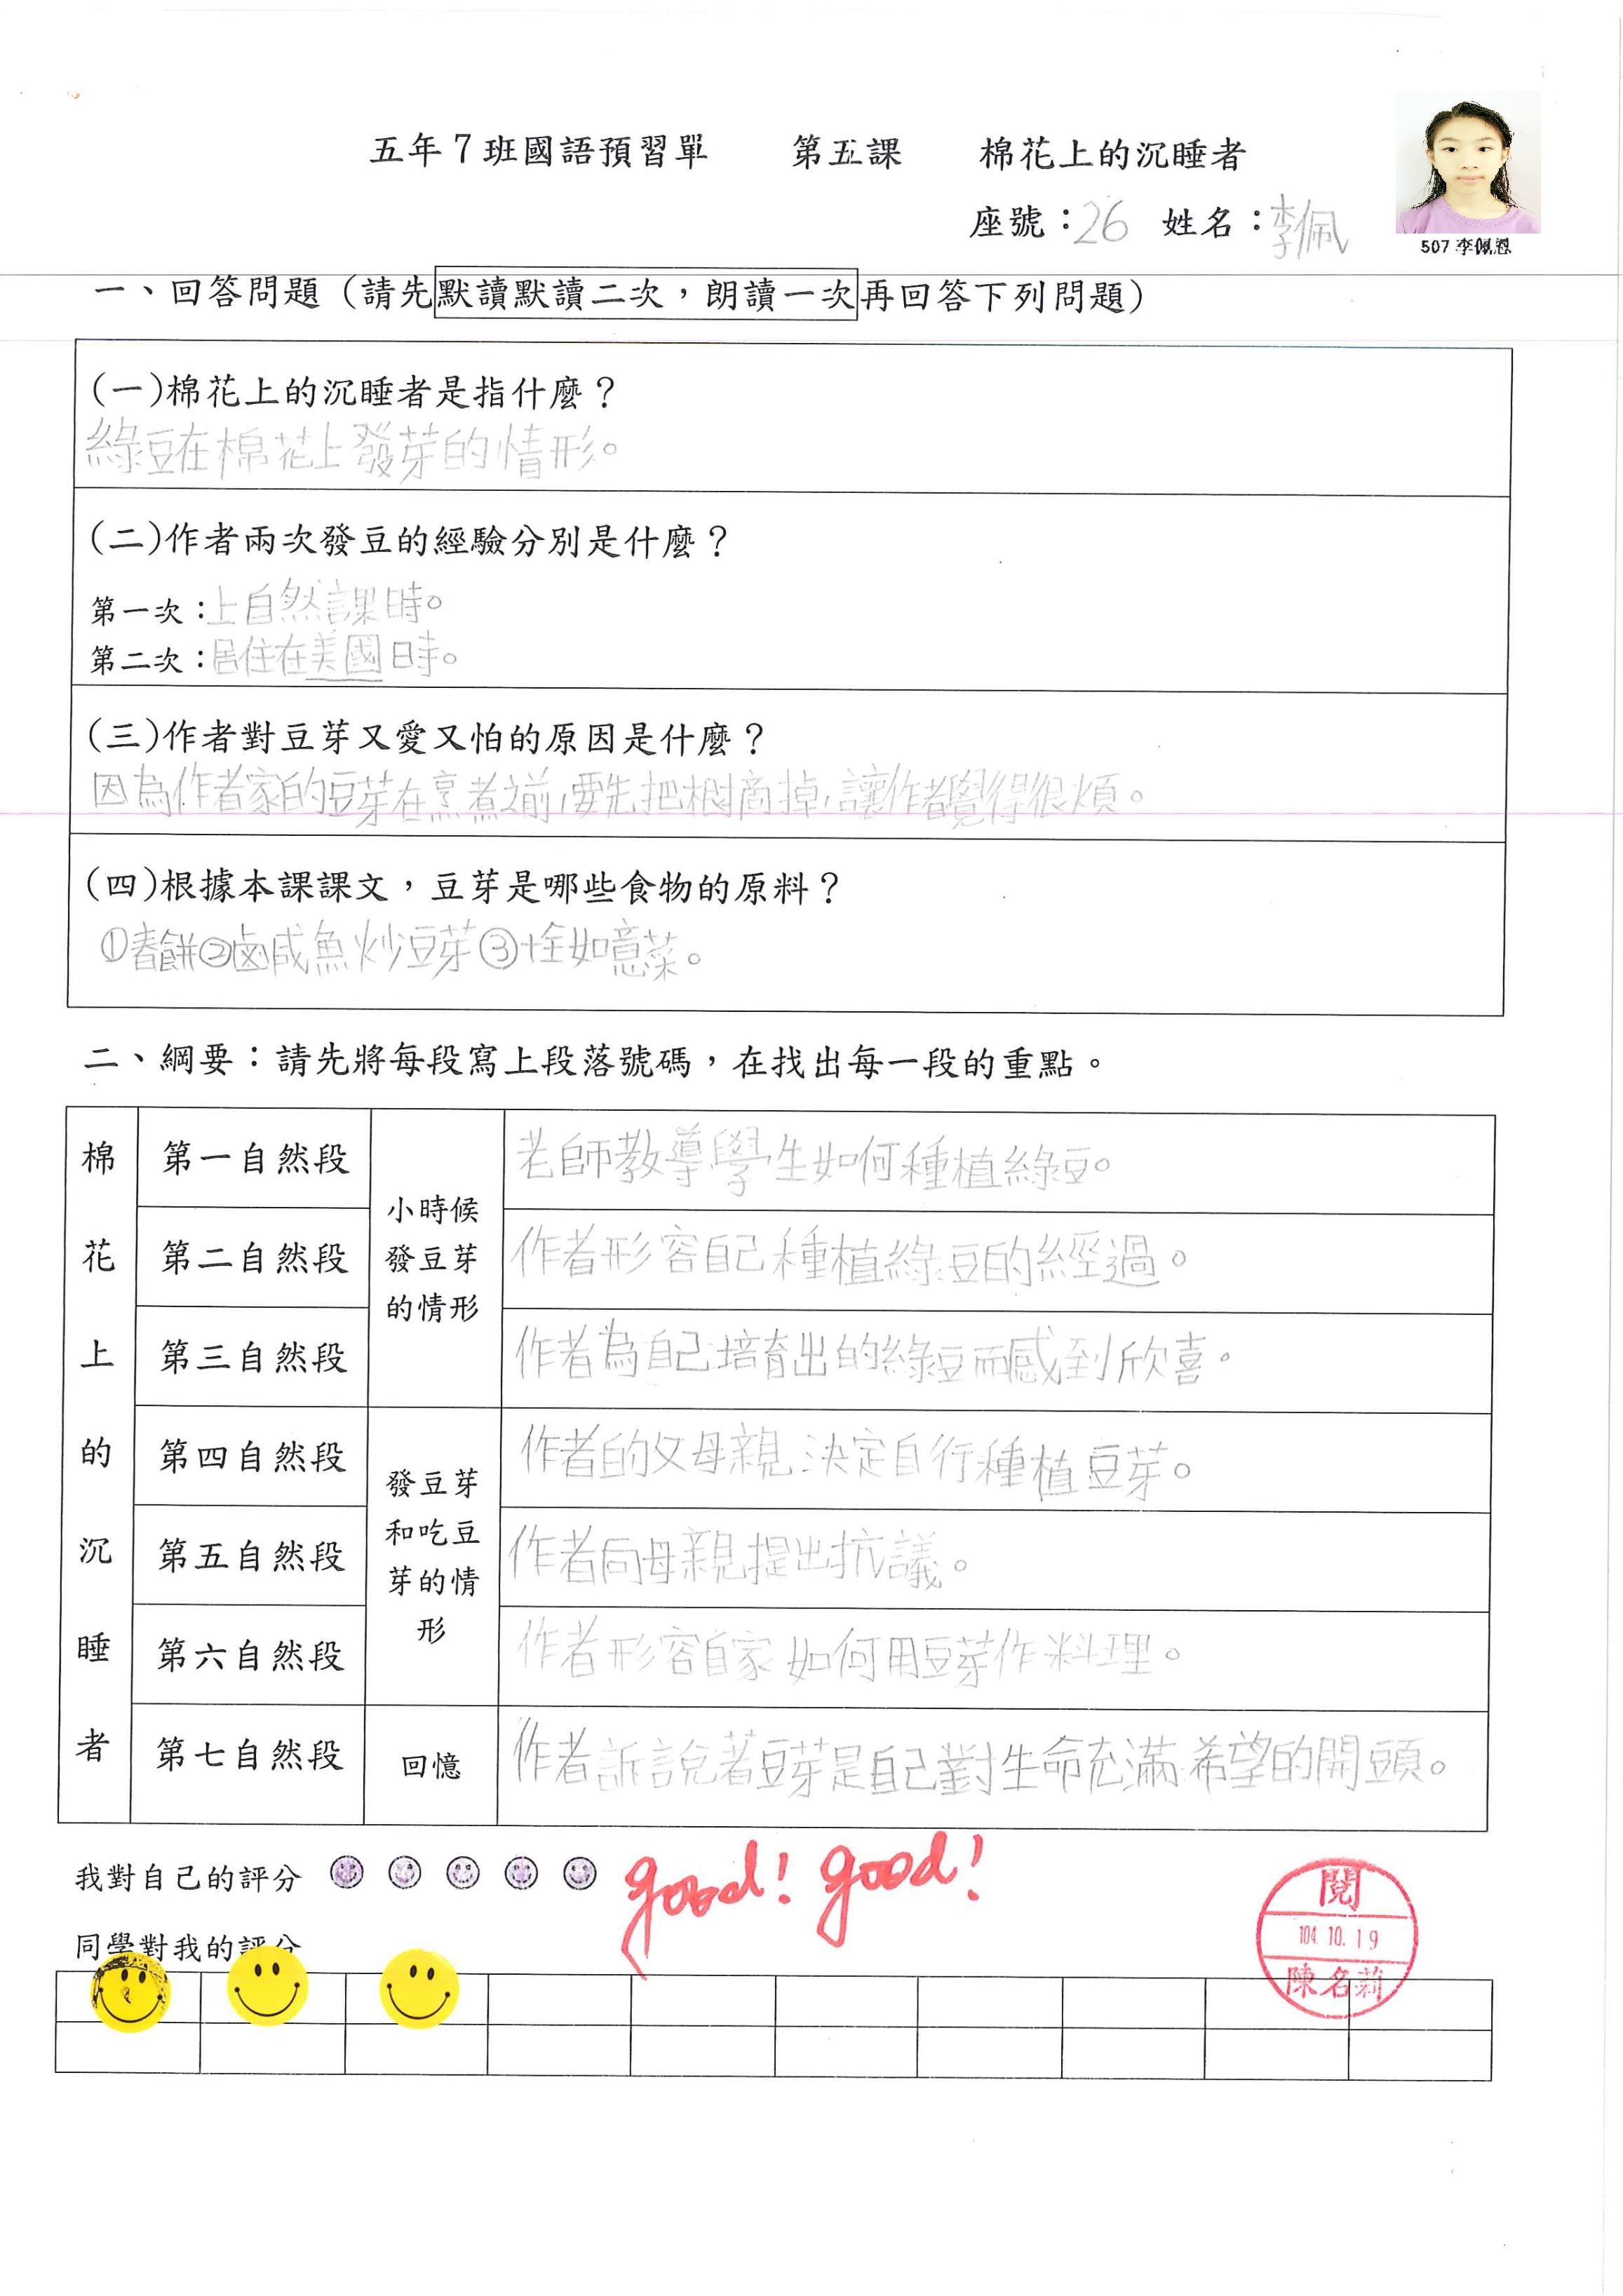 五年7班國語預習單 第五課 棉花上的沉睡者
座號：26 姓名：李佩
507 李佩恩
一、回答問題（請先默讀默讀二次，朗讀一次再回答下列問題）
(一)棉花上的沉睡者是指什麼？
綠豆在棉花上發芽的情形。
(二)作者兩次發豆的經驗分別是什麼？
第一次：上自然課時。
第二次：居住在美國時。
(三)作者對豆芽又愛又怕的原因是什麼？
因為作者家的豆芽在烹煮之前，要先把根摘掉，讓作者覺得很煩。
(四)根據本課課文，豆芽是哪些食物的原料？
①春餅②鹵咸魚炒豆芽③十全如意菜。
二、綱要：請先將每段寫上段落號碼，在找出每一段的重點。
棉花上的沉睡者
第一自然段 老師教導學生如何種植綠豆。
小時候發豆芽的情形
第二自然段 作者形容自己種植綠豆的經過。
第三自然段 作者為自己培育出的綠豆而感到欣喜。
第四自然段 作者的父母親決定自行種植豆芽。
發豆芽和吃豆芽的情形
第五自然段 作者向母親提出抗議。
第六自然段 作者形容自家如何用豆芽作料理。
第七自然段 回憶 作者訴說著豆芽是自己對生命充滿希望的開頭。
我對自己的評分 good! good!
同學對我的評分
閱
104.10.19
陳名莉